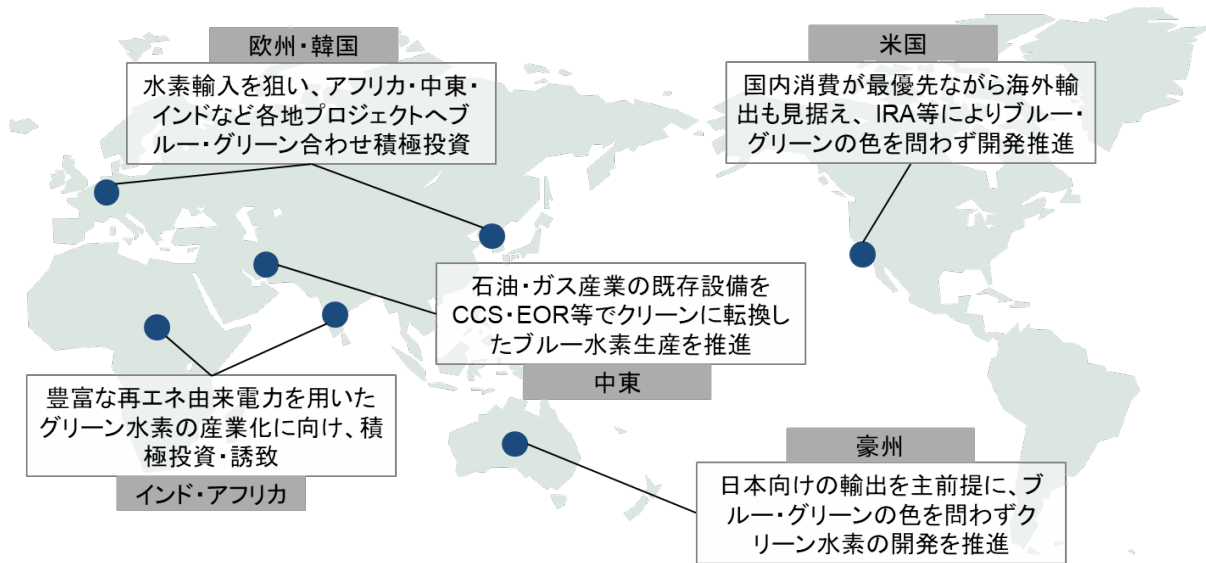 欧州・韓国
水素輸入を狙い、アフリカ・中東・
インドなど各地プロジェクトへブ
ルー・グリーン合わせ積極投資
米国
国内消費が最優先ながら海外輸
出も見据え、IRA等によりブルー・
グリーンの色を問わず開発推進
石油・ガス産業の既存設備を
CCS・EOR等でクリーンに転換し
たブルー水素生産を推進
中東
豊富な再エネ由来電力を用いた
グリーン水素の産業化に向け、積
極投資・誘致
インド・アフリカ
豪州
日本向けの輸出を主前提に、ブ
ルー・グリーンの色を問わずク
リーン水素の開発を推進